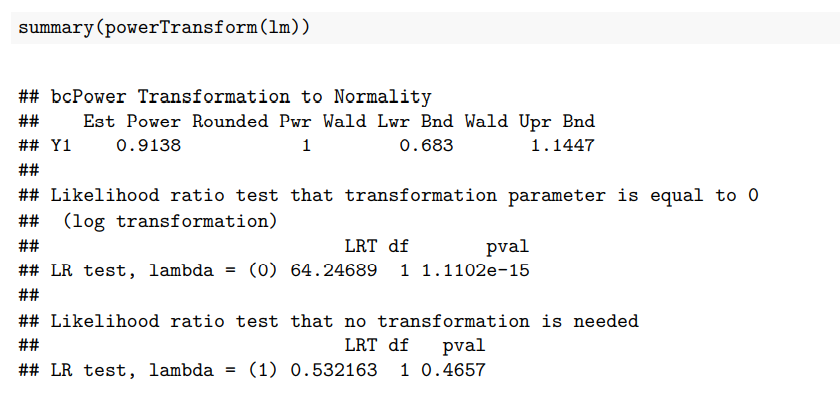 summary(powerTransform(lm))
## bcPower Transformation to Normality
##    Est Power Rounded Pwr Wald Lwr Bnd Wald Upr Bnd
## Y1    0.9138           1        0.683       1.1447
##
## Likelihood ratio test that transformation parameter is equal to 0
##  (log transformation)
##                            LRT df       pval
## LR test, lambda = (0) 64.24689  1 1.1102e-15
##
## Likelihood ratio test that no transformation is needed
##                            LRT df   pval
## LR test, lambda = (1) 0.532163  1 0.4657